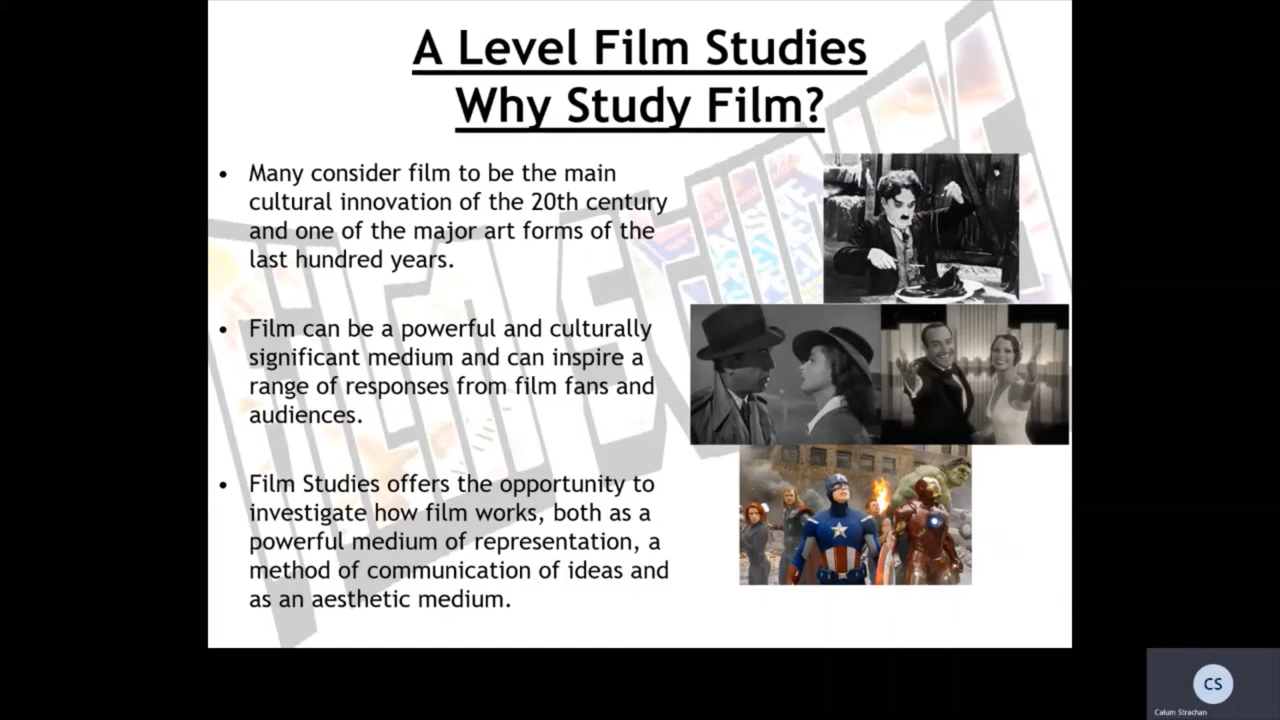 A Level Film Studies
Why Study Film?
• Many consider film to be the main
cultural innovation of the 20th century
and one of the major art forms of the
last hundred years.
• Film can be a powerful and culturally
significant medium and can inspire a
range of responses from film fans and
audiences.
• Film Studies offers the opportunity to
investigate how film works, both as a
powerful medium of representation, a
method of communication of ideas and
as an aesthetic medium.
FILM STUDIES
CS
Calum Strachan